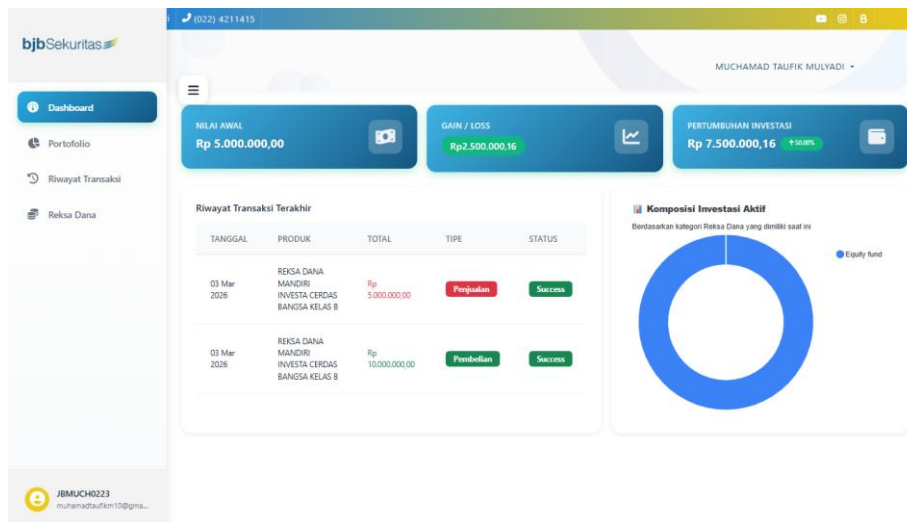 (022) 4211415
B
bjbSekuritas
MUCHAMAD TAUFIK MULYADI
Dashboard
Portofolio
Riwayat Transaksi
Reksa Dana
NILAI AWAL
Rp 5.000.000,00
GAIN / LOSS
Rp2.500.000,16
PERTUMBUHAN INVESTASI
Rp 7.500.000,16 50.00%
Riwayat Transaksi Terakhir
TANGGAL PRODUK TOTAL TIPE STATUS
03 Mar 2026 REKSA DANA MANDIRI INVESTA CERDAS BANGSA KELAS B Rp 5.000.000,00 Penjualan Success
03 Mar 2026 REKSA DANA MANDIRI INVESTA CERDAS BANGSA KELAS B Rp 10.000.000,00 Pembelian Success
Komposisi Investasi Aktif
Berdasarkan kategori Reksa Dana yang dimiliki saat ini
Equity fund
JBMUCH0223
muhamadtaufikm10@gma...